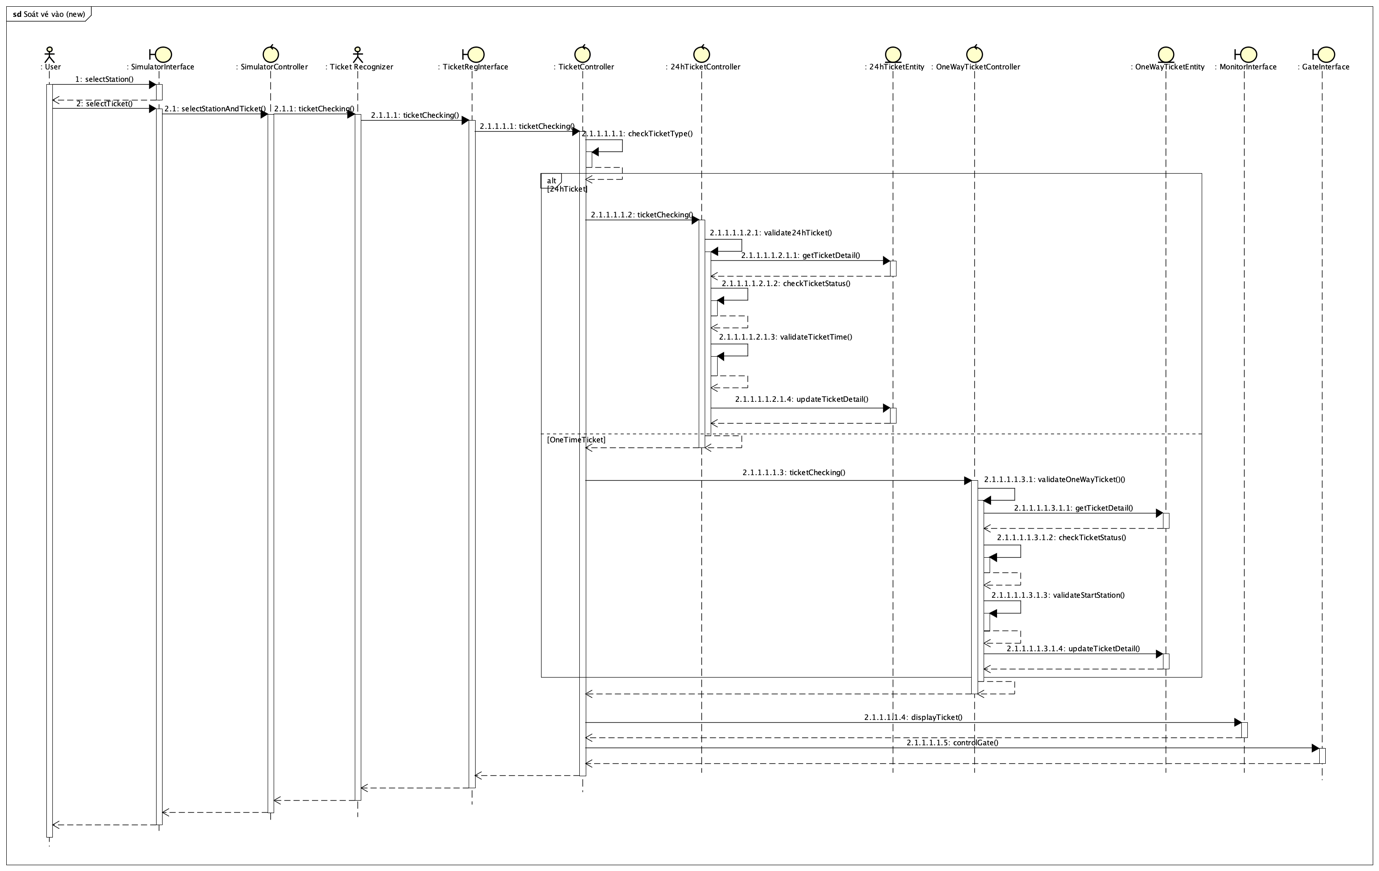 sd Soát vé vào (new)
: User
: SimulatorInterface
: SimulatorController
: Ticket Recognizer
: TicketRegInterface
: TicketController
: 24hTicketController
: 24hTicketEntity
: OneWayTicketController
: OneWayTicketEntity
: MonitorInterface
: GateInterface
1: selectStation()
2: selectTicket()
2.1: selectStationAndTicket()
2.1.1: ticketChecking()
2.1.1.1: ticketChecking()
2.1.1.1.1: ticketChecking()
2.1.1.1.1.1: checkTicketType()
alt
[24hTicket]
2.1.1.1.1.2: ticketChecking()
2.1.1.1.1.2.1: validate24hTicket()
2.1.1.1.1.2.1.1: getTicketDetail()
2.1.1.1.1.2.1.2: checkTicketStatus()
2.1.1.1.1.2.1.3: validateTicketTime()
2.1.1.1.1.2.1.4: updateTicketDetail()
[OneTimeTicket]
2.1.1.1.1.3: ticketChecking()
2.1.1.1.1.3.1: validateOneWayTicket()()
2.1.1.1.1.3.1.1: getTicketDetail()
2.1.1.1.1.3.1.2: checkTicketStatus()
2.1.1.1.1.3.1.3: validateStartStation()
2.1.1.1.1.3.1.4: updateTicketDetail()
2.1.1.1.1.4: displayTicket()
2.1.1.1.1.5: controlGate()